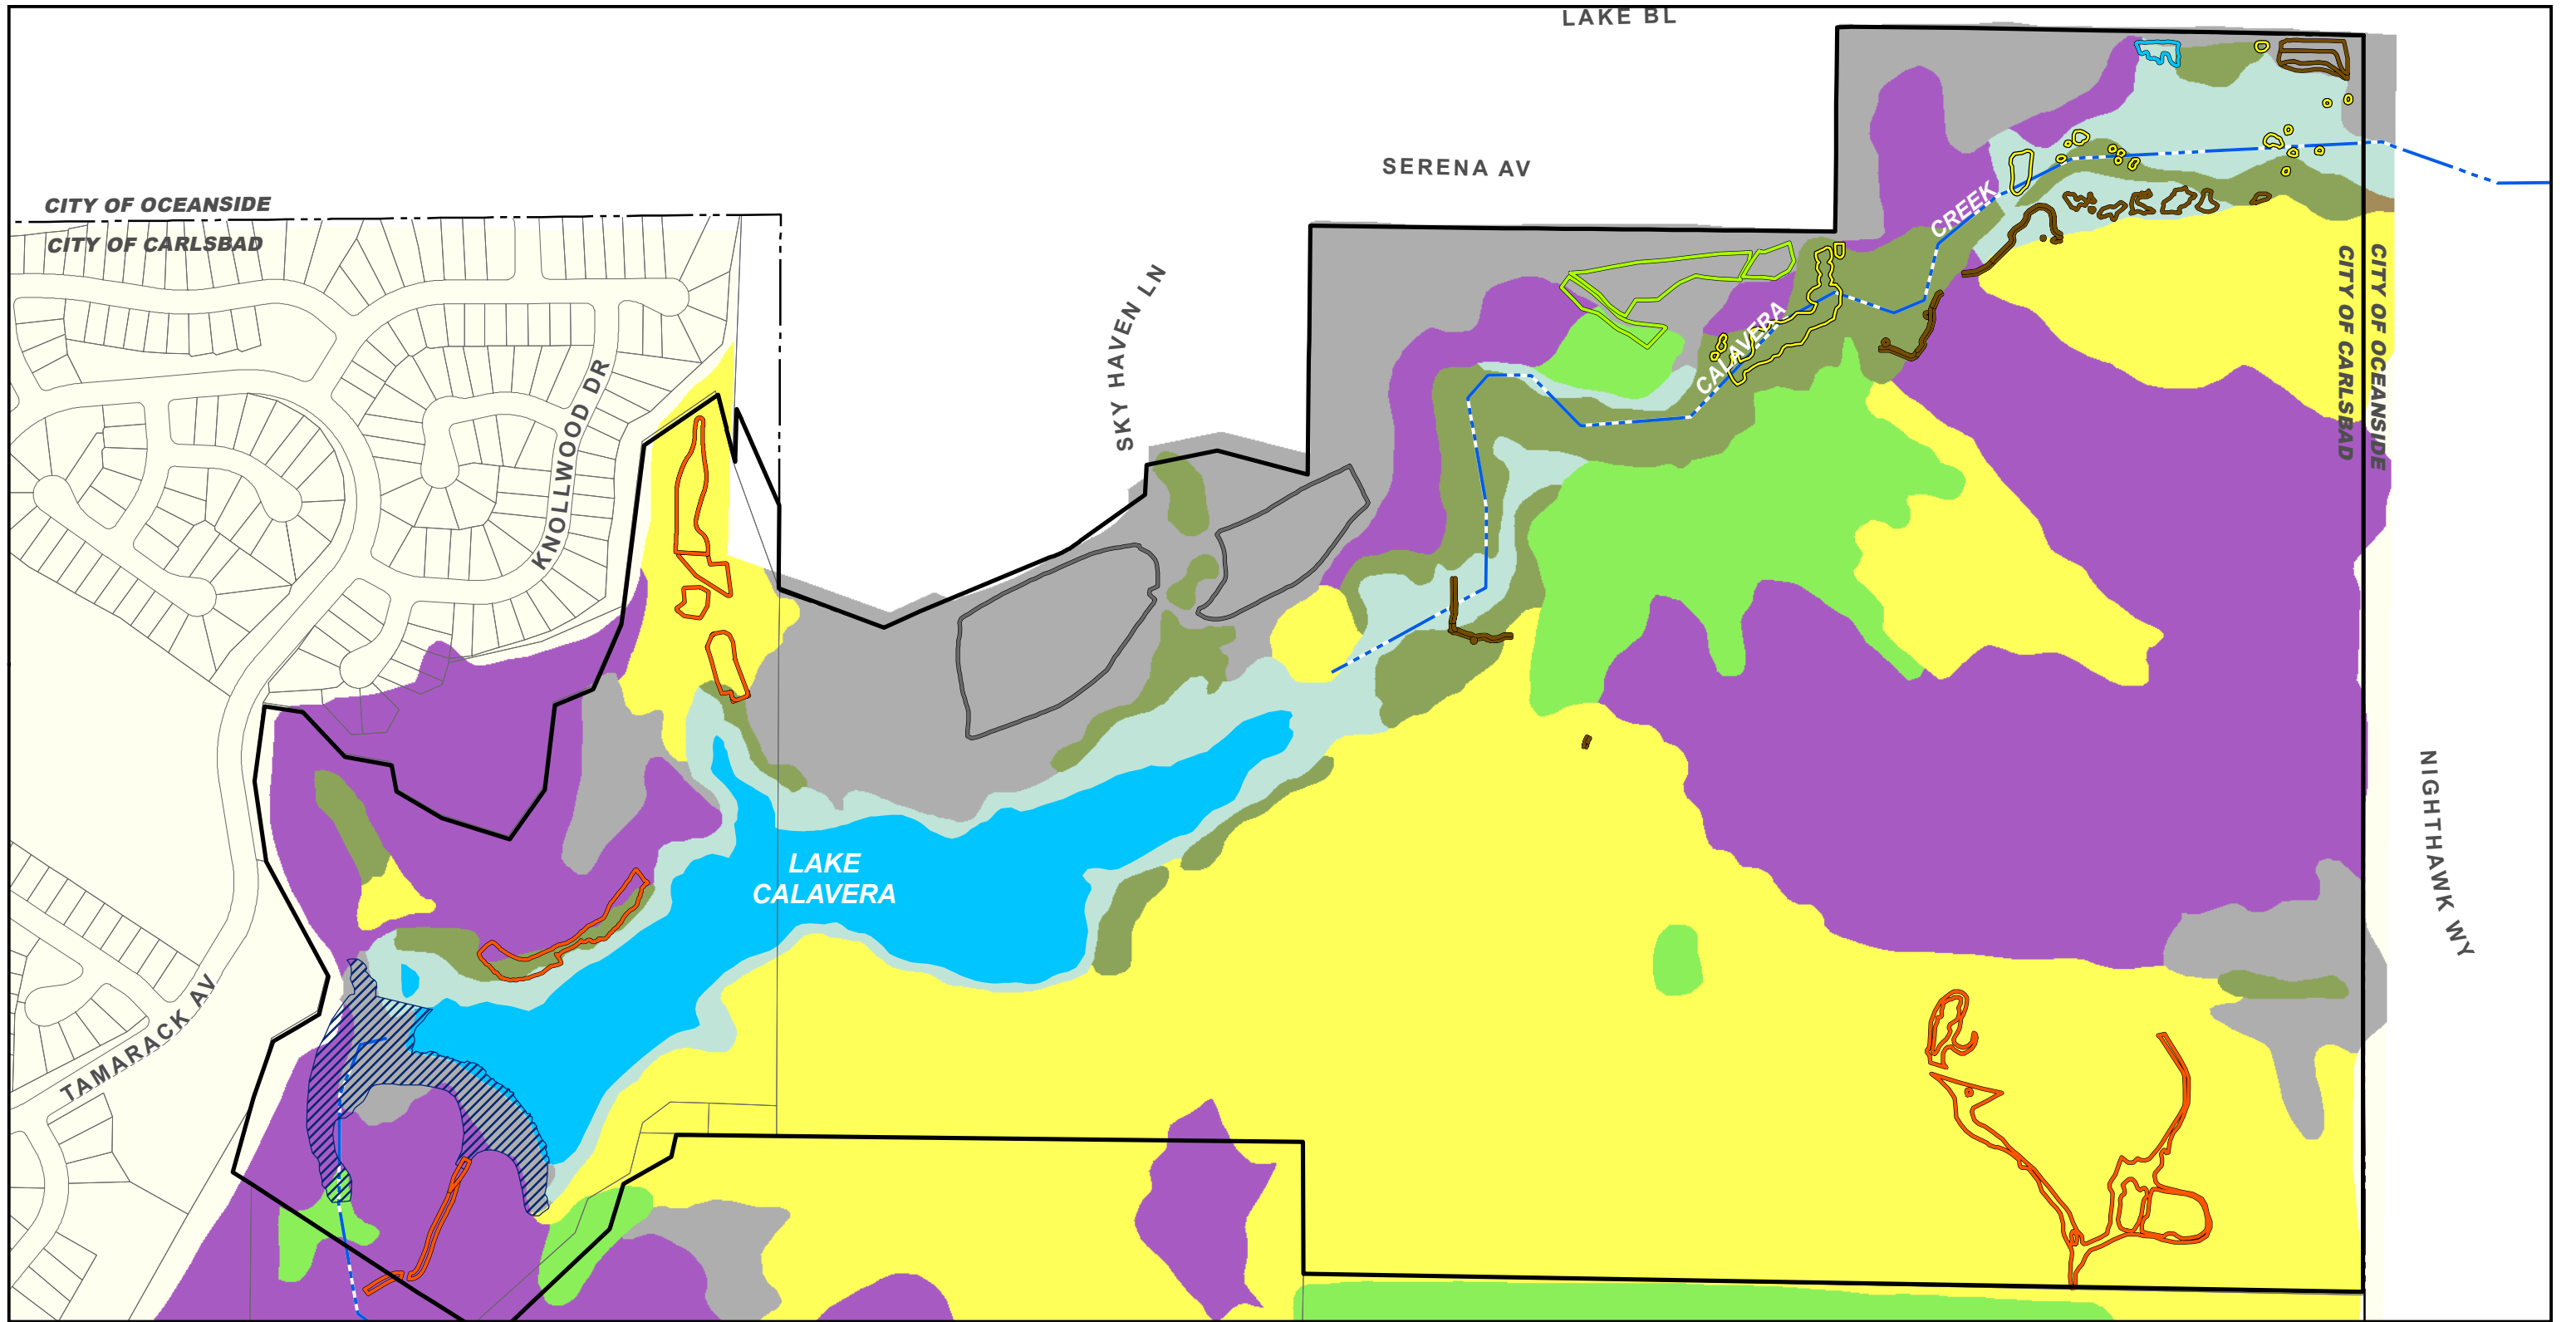 LAKE BL
SERENA AV
CITY OF OCEANSIDE
CITY OF CARLSBAD
CREEK
CALAVERA
CITY OF OCEANSIDE
CITY OF CARLSBAD
SKY HAVEN LN
KNOLLWOOD DR
LAKE
CALAVERA
NIGHTHAWK WY
TAMARACK AV